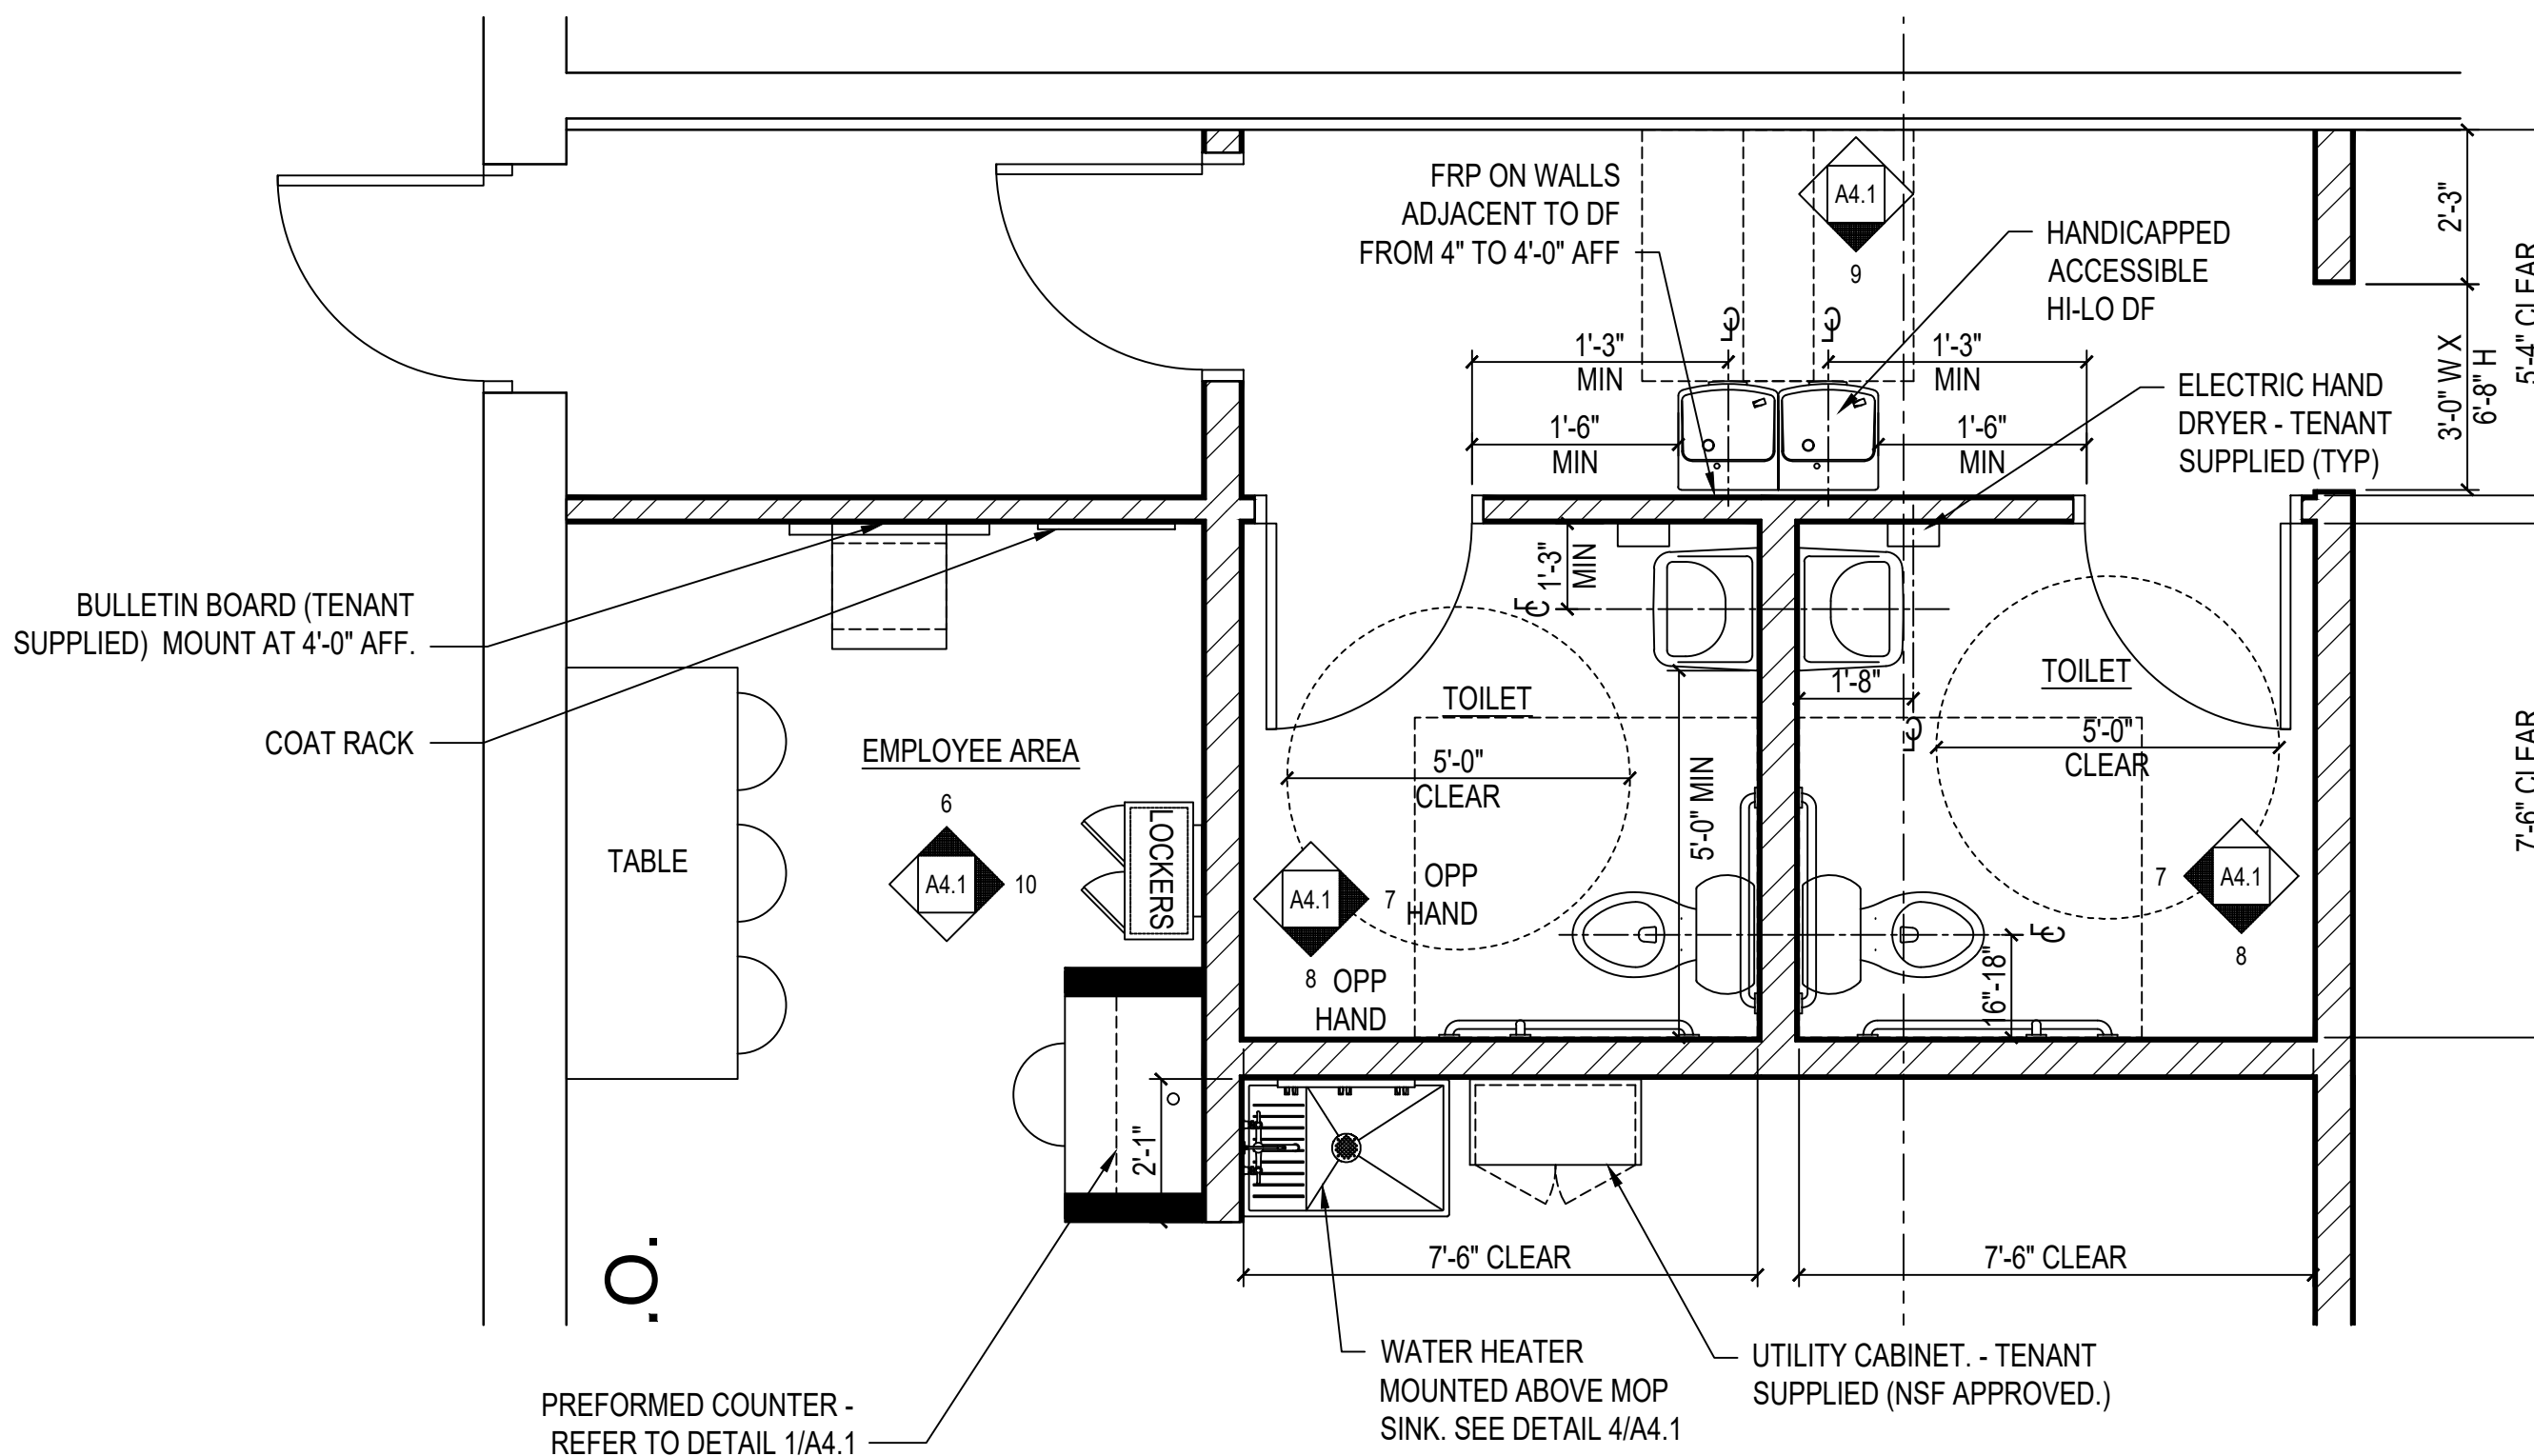 FRP ON WALLS
ADJACENT TO DF
FROM 4" TO 4'-0" AFF
A4.1
9
HANDICAPPED
ACCESSIBLE
HI-LO DF
2'-3"
5'-4" CLEAR
3'-0" W X
6'-8" H
1'-3"
MIN
1'-3"
MIN
1'-6"
MIN
1'-6"
MIN
ELECTRIC HAND
DRYER - TENANT
SUPPLIED (TYP)
BULLETIN BOARD (TENANT
SUPPLIED) MOUNT AT 4'-0" AFF.
COAT RACK
1'-3"
MIN
TOILET
1'-8"
TOILET
5'-0"
CLEAR
5'-0"
CLEAR
5'-0" MIN
7'-6" CLEAR
EMPLOYEE AREA
6
A4.1
10
TABLE
LOCKERS
A4.1
7
OPP
HAND
8
OPP
HAND
7
A4.1
8
16"-18"
2'-1"
.O.
7'-6" CLEAR
7'-6" CLEAR
PREFORMED COUNTER -
REFER TO DETAIL 1/A4.1
WATER HEATER
MOUNTED ABOVE MOP
SINK. SEE DETAIL 4/A4.1
UTILITY CABINET. - TENANT
SUPPLIED (NSF APPROVED.)